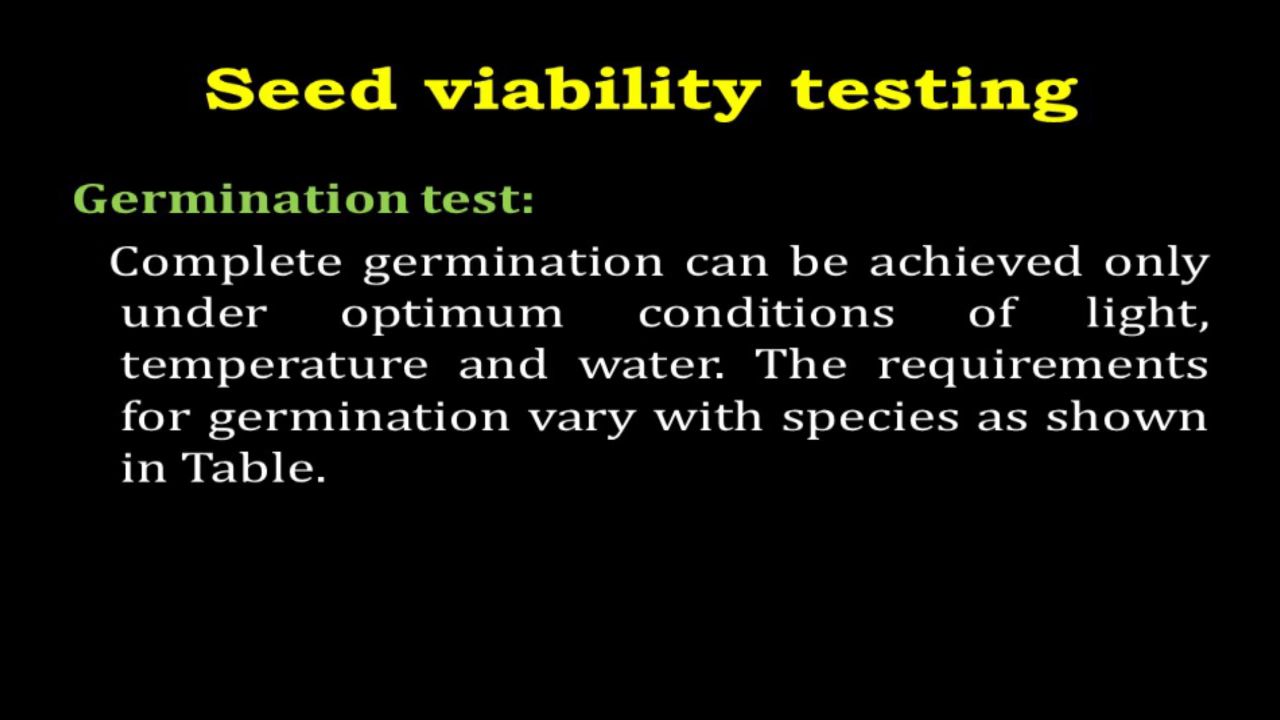 Seed viability testing
Germination test:
Complete germination can be achieved only
under optimum conditions of light,
temperature and water. The requirements
for germination vary with species as shown
in Table.